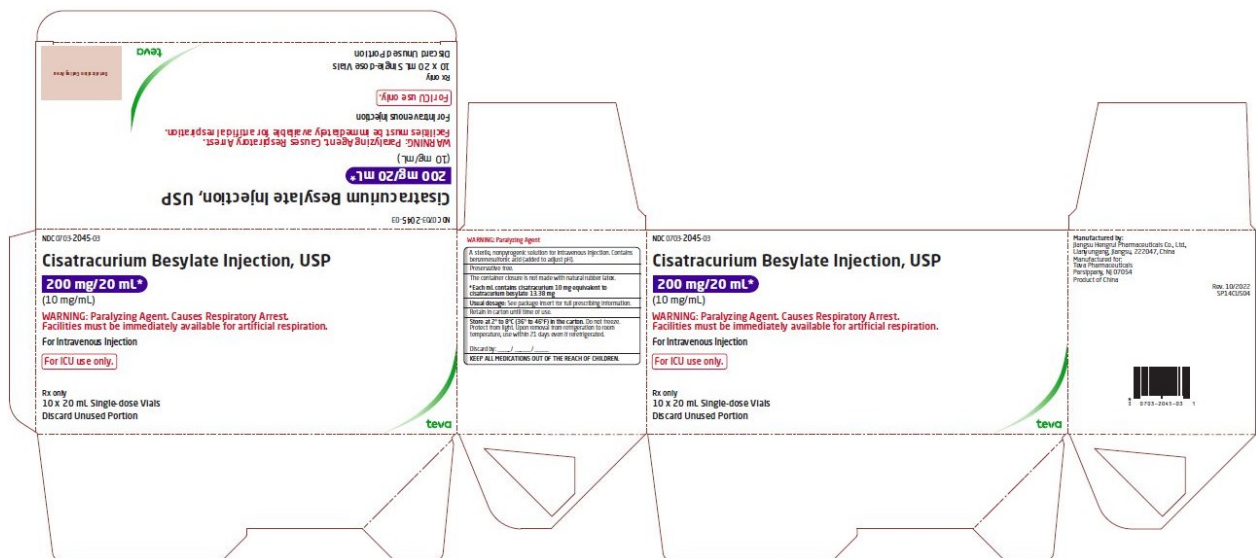 NDC 0703-2045-03
Cisatracurium Besylate Injection, USP
200 mg/20 mL*
(10 mg/mL)
WARNING: Paralyzing Agent. Causes Respiratory Arrest.
Facilities must be immediately available for artificial respiration.
For Intravenous Injection
For ICU use only.
Rx only
10 x 20 mL Single-dose Vials
Discard Unused Portion
teva
NDC 0703-2045-03
Cisatracurium Besylate Injection, USP
200 mg/20 mL*
(10 mg/mL)
WARNING: Paralyzing Agent. Causes Respiratory Arrest.
Facilities must be immediately available for artificial respiration.
For Intravenous Injection
For ICU use only.
Rx only
10 x 20 mL Single-dose Vials
Discard Unused Portion
teva
WARNING: Paralyzing Agent
A sterile, nonpyrogenic solution for Intravenous Injection. Contains
benzenesulfonic acid (added to adjust pH).
Preservative free.
The container closure is not made with natural rubber latex.
*Each mL contains cisatracurium 10 mg equivalent to
cisatracurium besylate 13.38 mg
Usual dosage: See package insert for full prescribing information.
Retain in carton until time of use.
Store at 2° to 8°C (36° to 46°F) in the carton. Do not freeze.
Protect from light. Upon removal from refrigeration to room
temperature, use within 21 days even if rerefrigerated.
Discard by: ____/ ____/ ____
KEEP ALL MEDICATIONS OUT OF THE REACH OF CHILDREN.
NDC 0703-2045-03
Cisatracurium Besylate Injection, USP
200 mg/20 mL*
(10 mg/mL)
WARNING: Paralyzing Agent. Causes Respiratory Arrest.
Facilities must be immediately available for artificial respiration.
For Intravenous Injection
For ICU use only.
Rx only
10 x 20 mL Single-dose Vials
Discard Unused Portion
teva
Manufactured by:
Jiangsu Hengrui Pharmaceuticals Co., Ltd.
Lianyungang, Jiangsu, 222047, China
Manufactured for:
Teva Pharmaceuticals
Parsippany, NJ 07054
Product of China
Rev. 10/2022
SP14CUS04
3 0703-2045-03 1